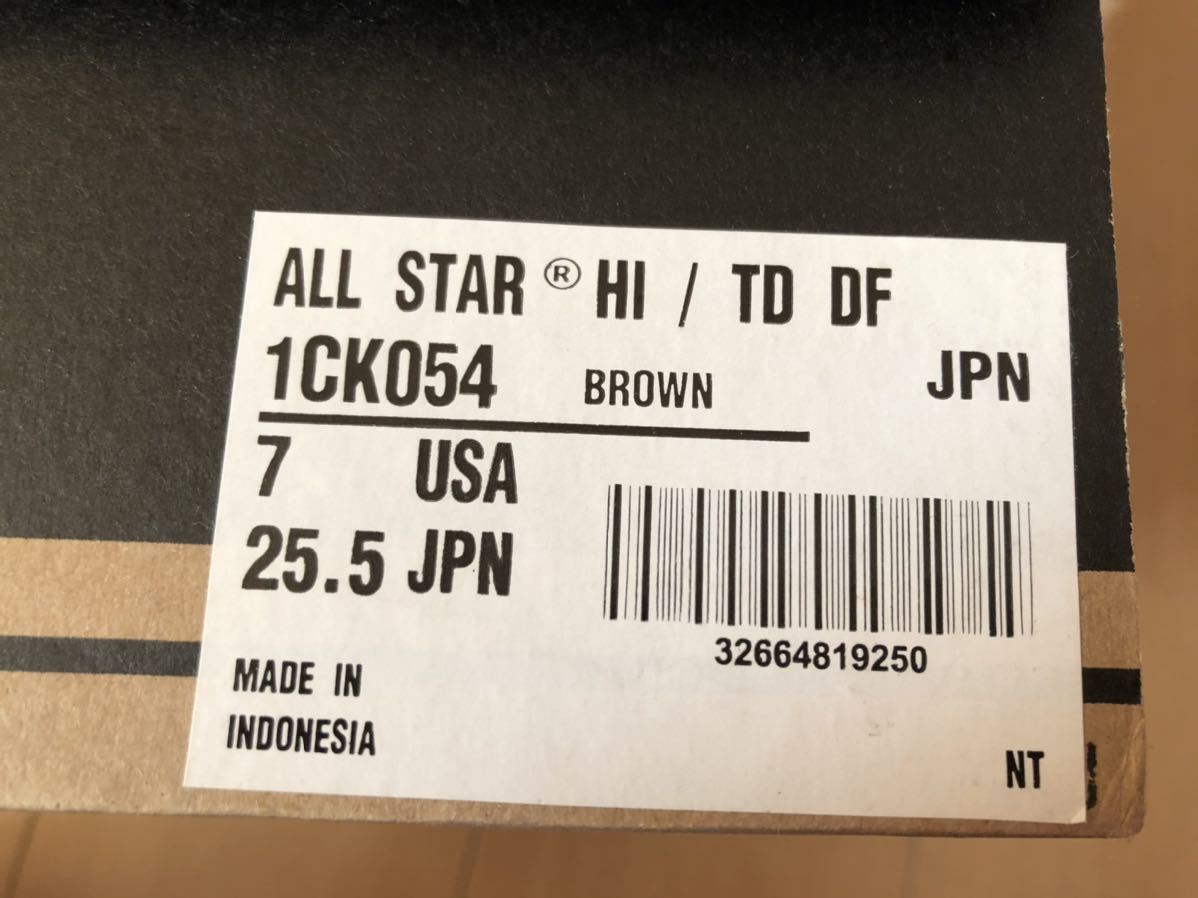 ALL STAR ® HI / TD DF
1CK054 BROWN JPN
7 USA
25.5 JPN
32664819250
MADE IN
INDONESIA
NT